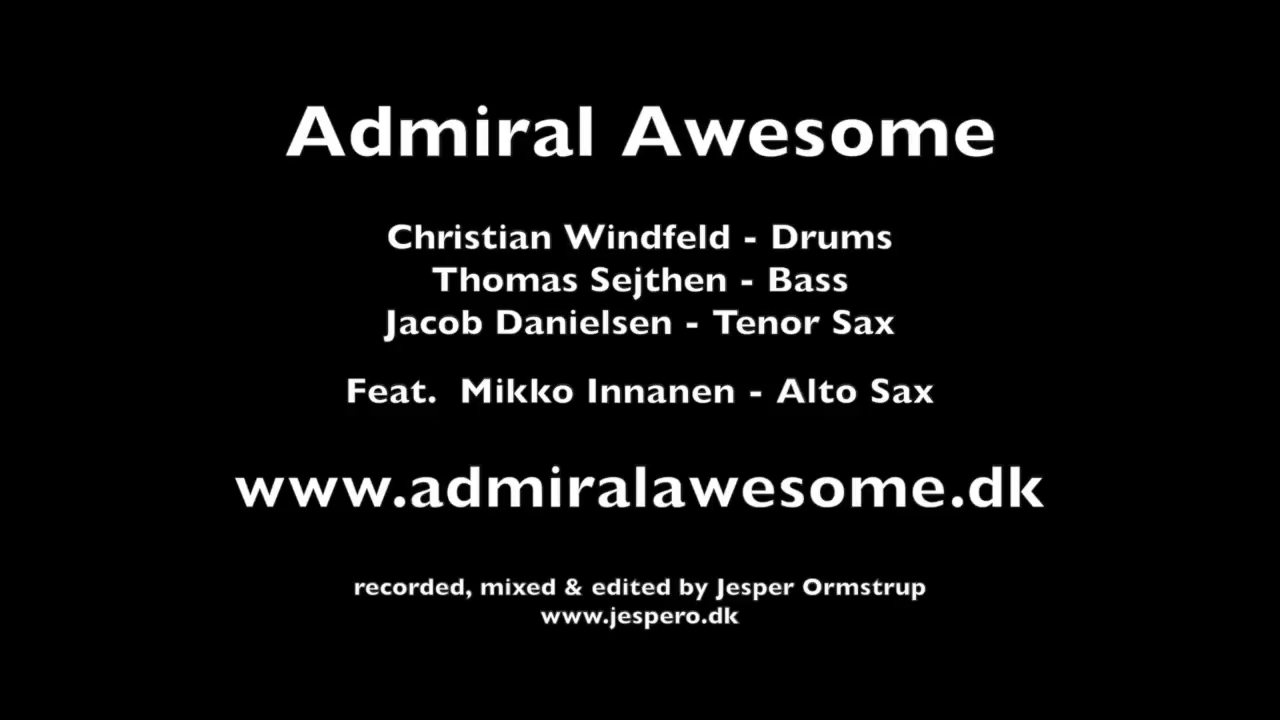 Admiral Awesome
Christian Windfeld - Drums
Thomas Sejthen - Bass
Jacob Danielsen - Tenor Sax
Feat.  Mikko Innanen - Alto Sax
www.admiralawesome.dk
recorded, mixed & edited by Jesper Ormstrup
www.jespero.dk